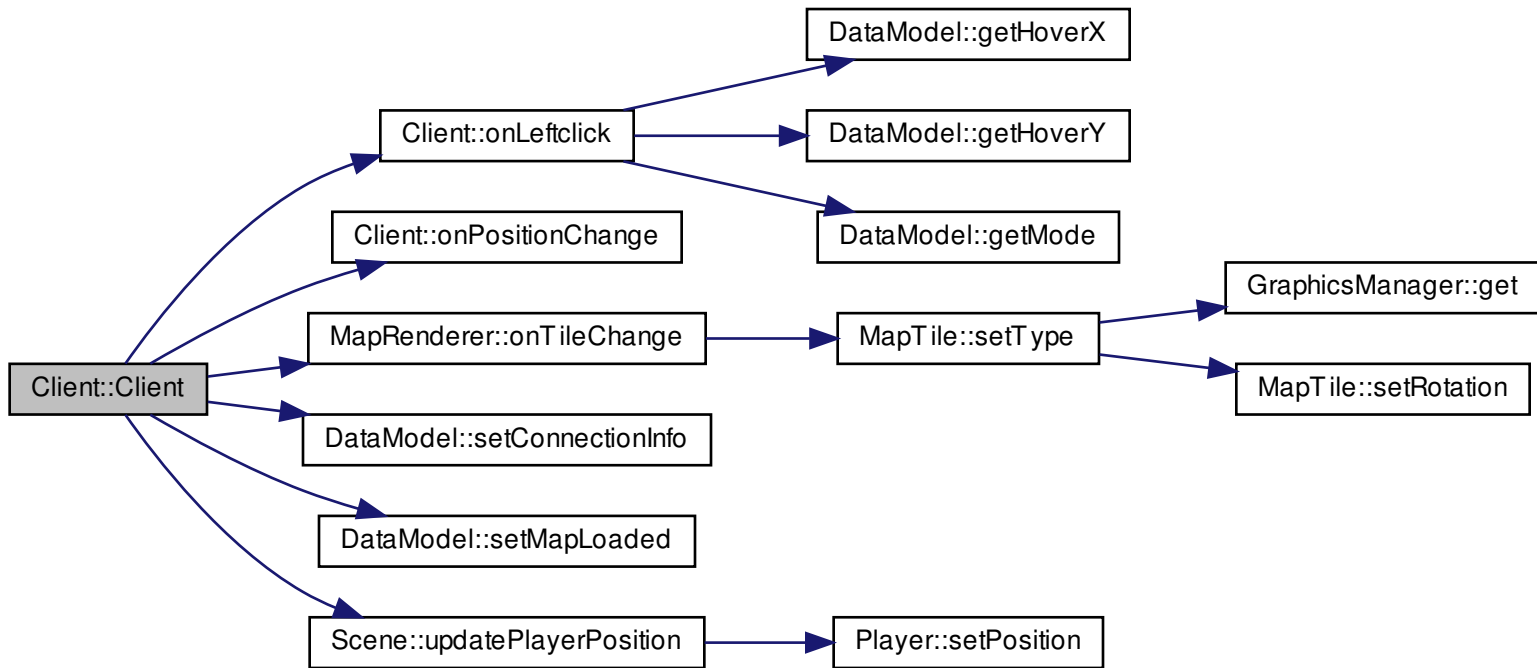 DataModel::getHoverX
Client::onLeftclick
DataModel::getHoverY
Client::onPositionChange
DataModel::getMode
GraphicsManager::get
MapRenderer::onTileChange
MapTile::setType
Client::Client
MapTile::setRotation
DataModel::setConnectionInfo
DataModel::setMapLoaded
Scene::updatePlayerPosition
Player::setPosition